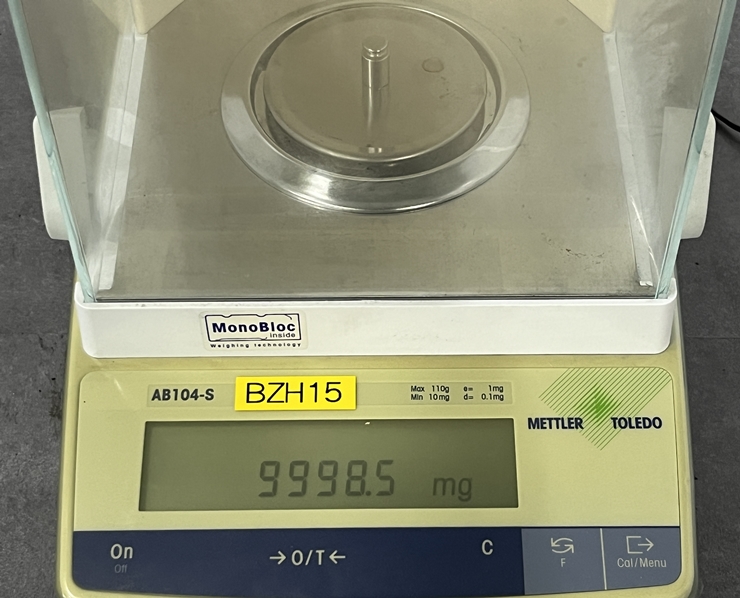 MonoBloc
inside
Weighing technology
AB104-S
BZH15
Max 110g e= 1mg
Min 10mg d= 0.1mg
METTLER TOLEDO
9998.5 mg
On
Off
→O/T←
C
F
Cal/Menu